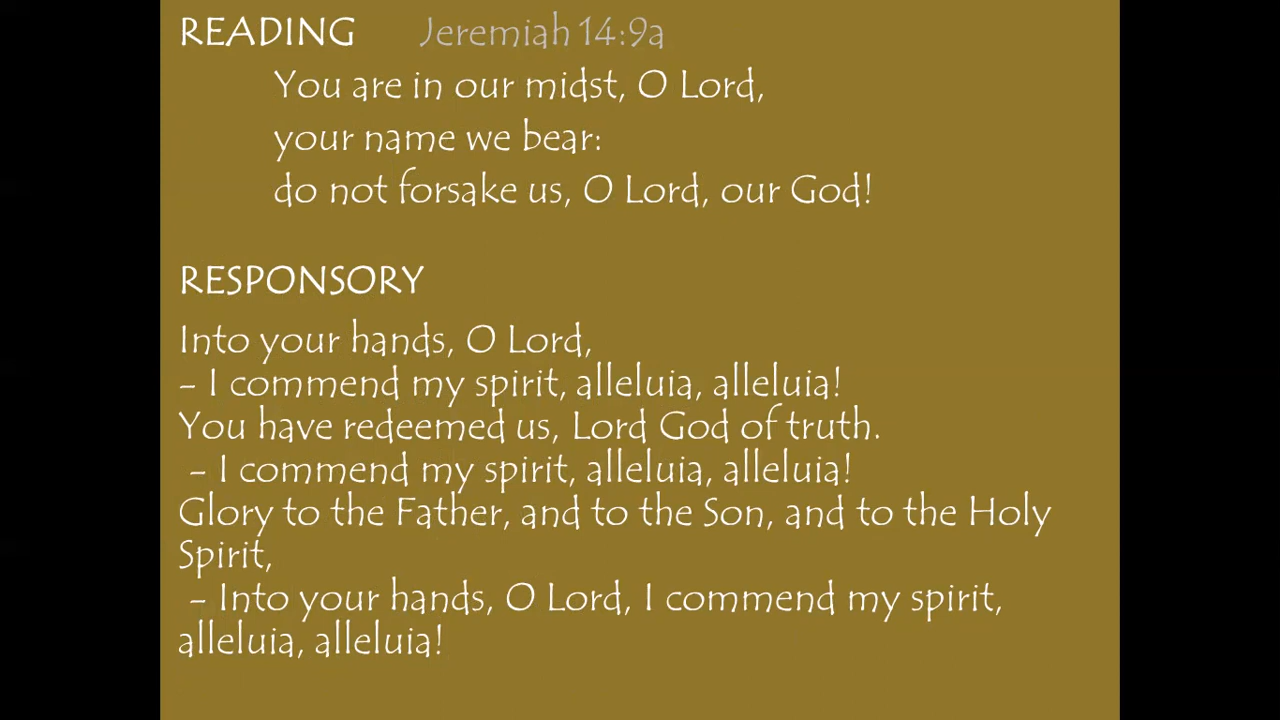 READING Jeremiah 14:9a
You are in our midst, O Lord,
your name we bear:
do not forsake us, O Lord, our God!
RESPONSORY
Into your hands, O Lord,
- I commend my spirit, alleluia, alleluia!
You have redeemed us, Lord God of truth.
- I commend my spirit, alleluia, alleluia!
Glory to the Father, and to the Son, and to the Holy
Spirit,
- Into your hands, O Lord, I commend my spirit,
alleluia, alleluia!